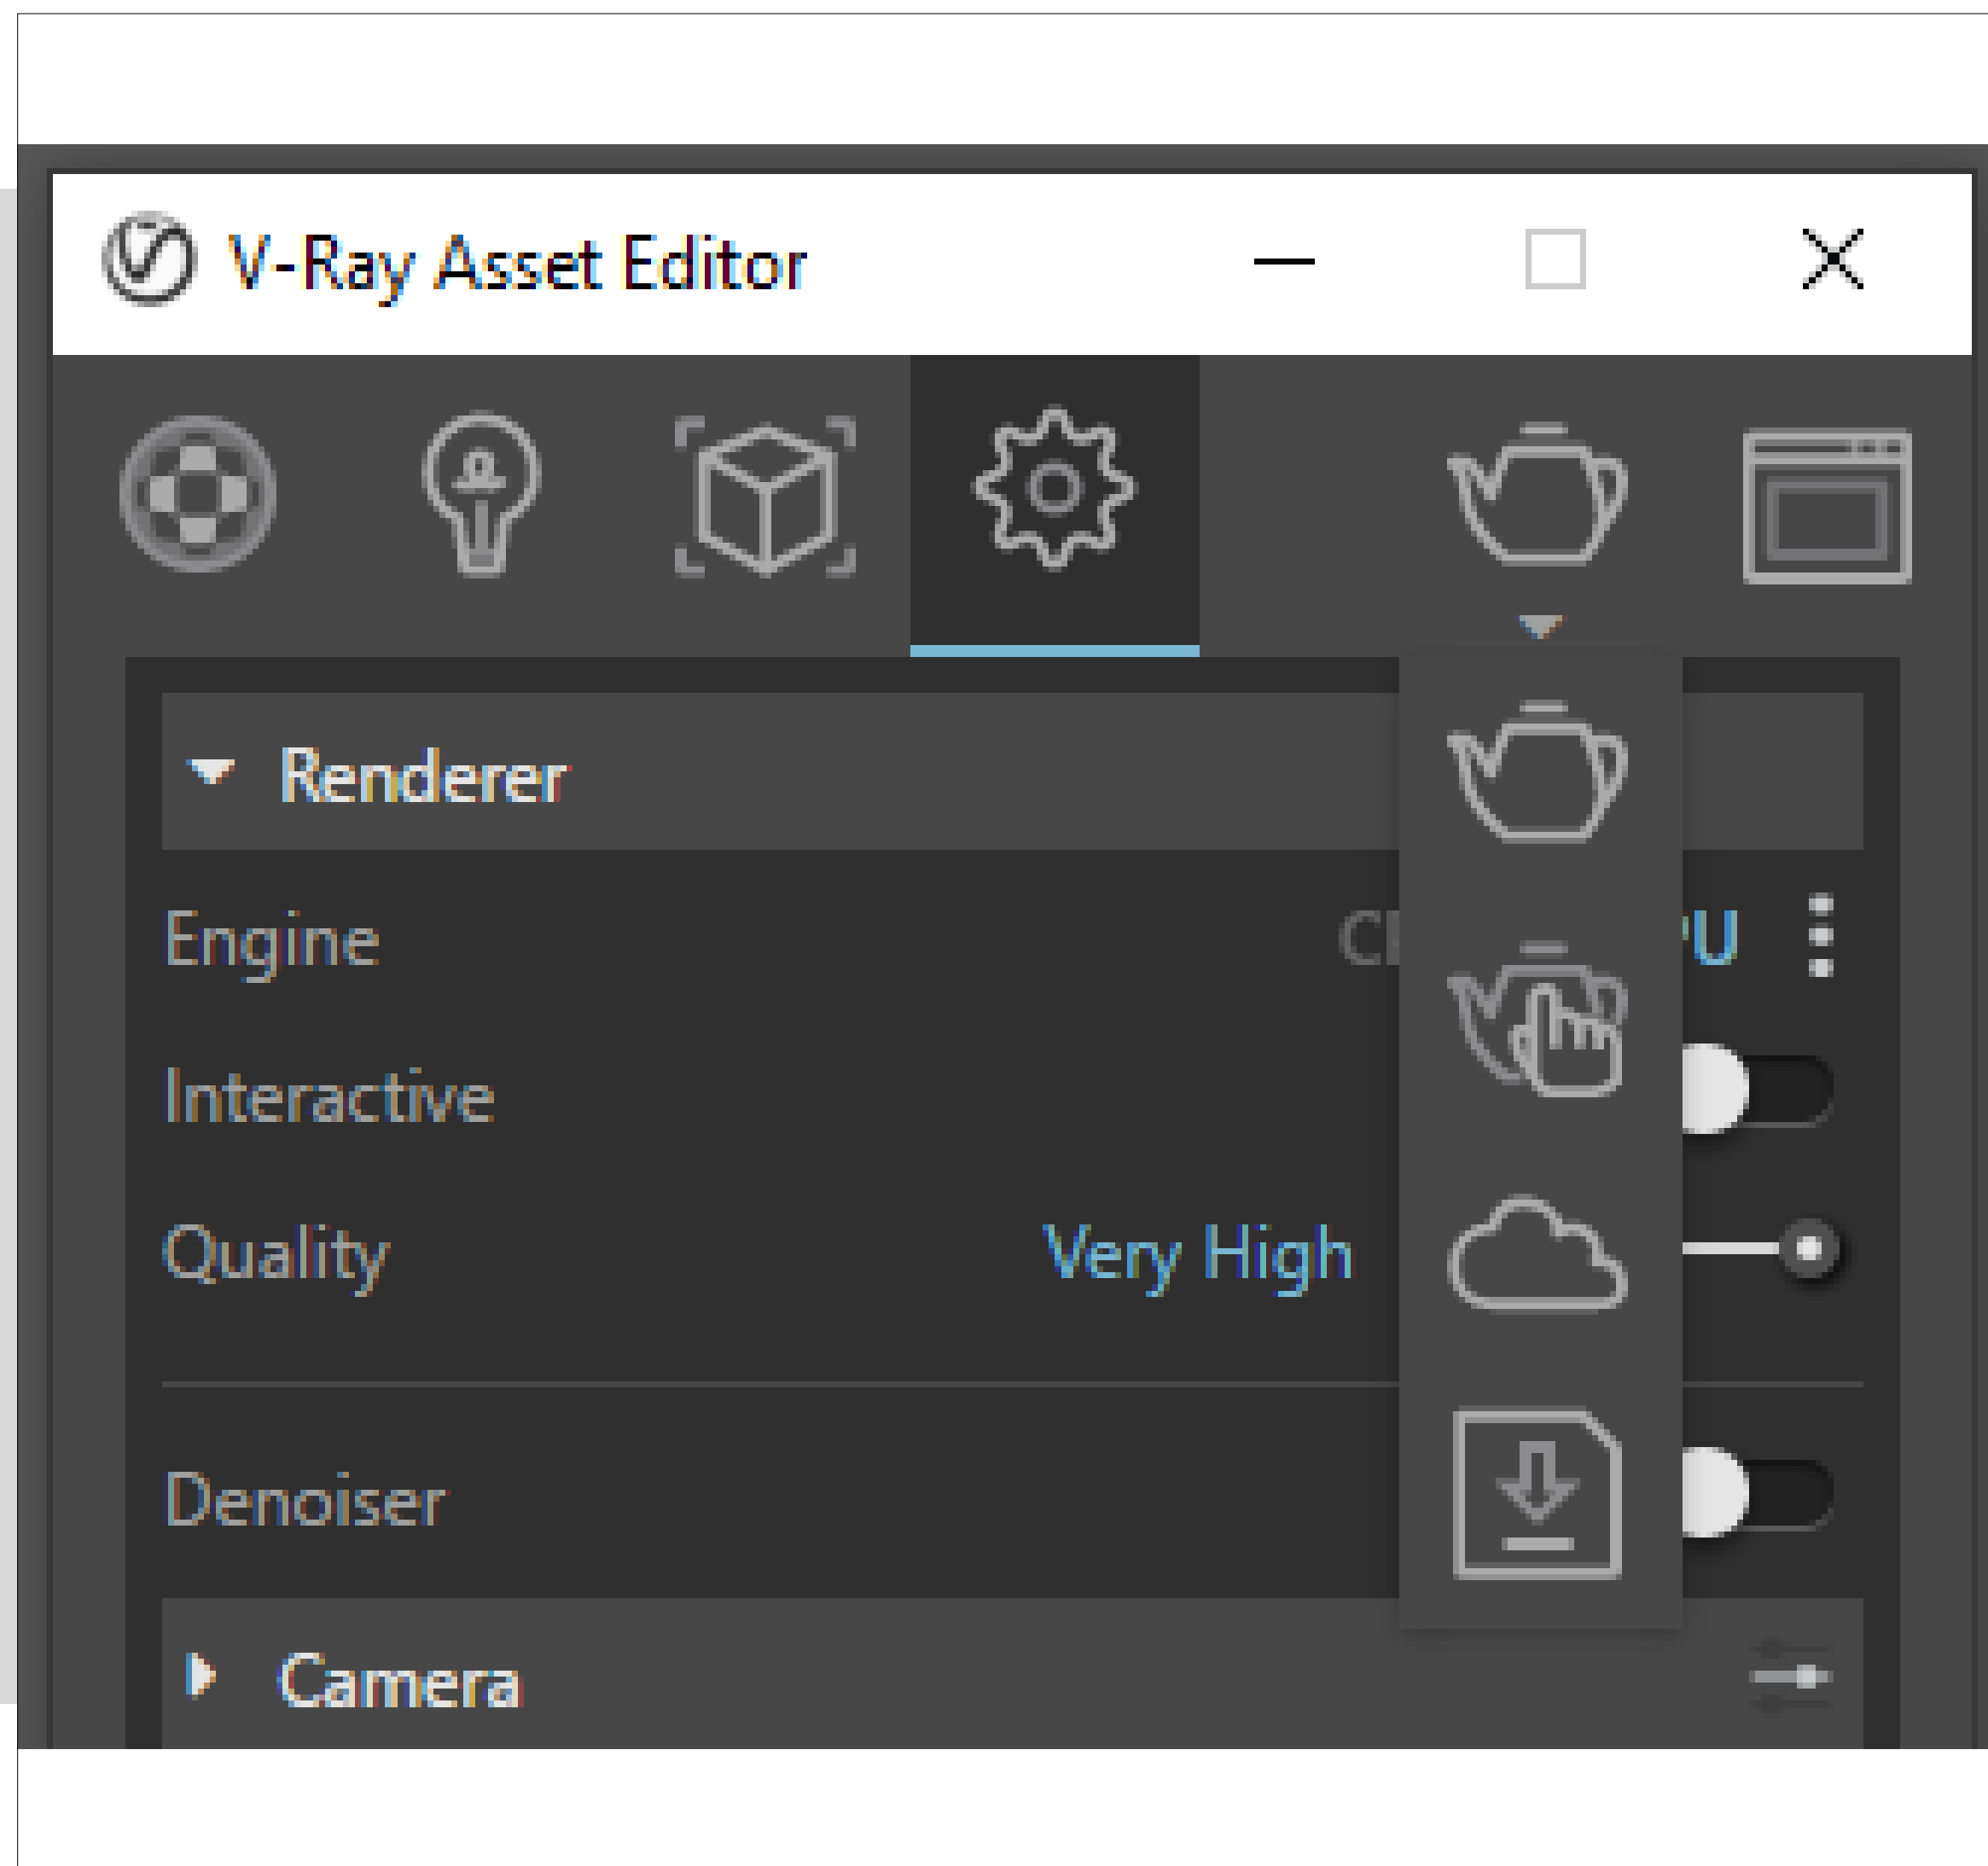 V-Ray Asset Editor
Renderer
Engine
Interactive
Quality Very High
Denoiser
Camera